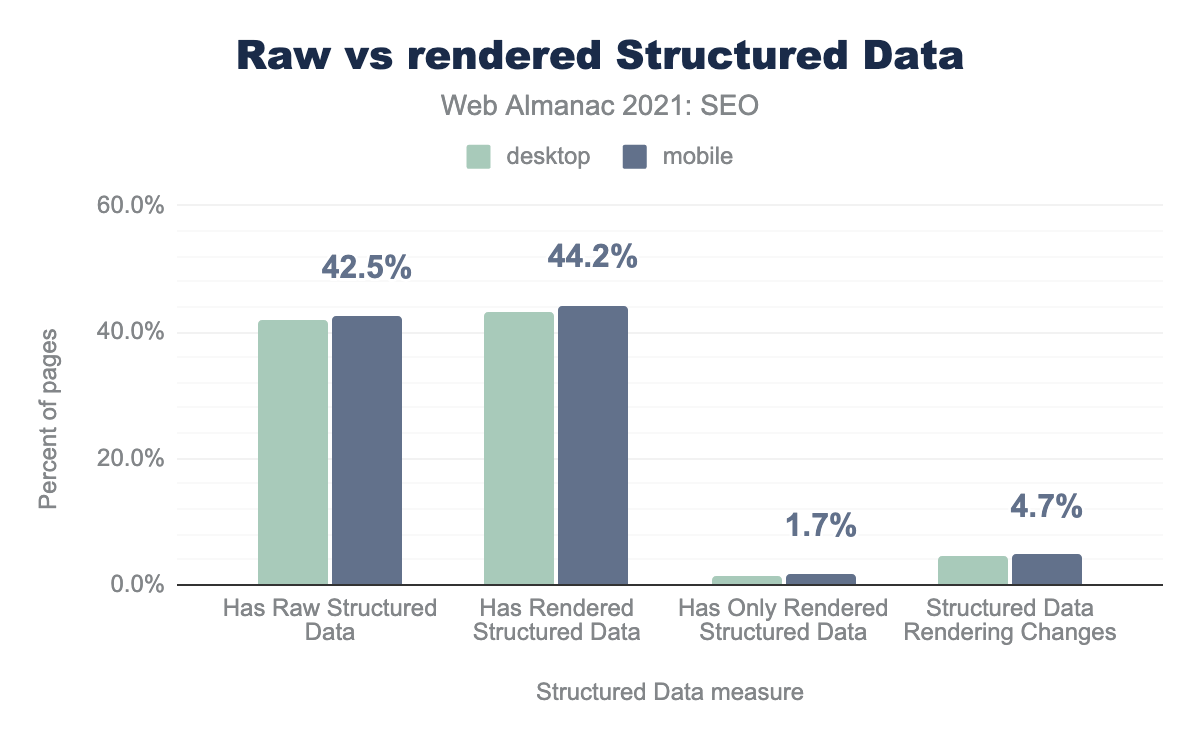 Raw vs rendered Structured Data
Web Almanac 2021: SEO
desktop
mobile
60.0%
40.0%
20.0%
0.0%
Percent of pages
42.5%
44.2%
1.7%
4.7%
Has Raw Structured
Data
Has Rendered
Structured Data
Has Only Rendered
Structured Data
Structured Data
Rendering Changes
Structured Data measure